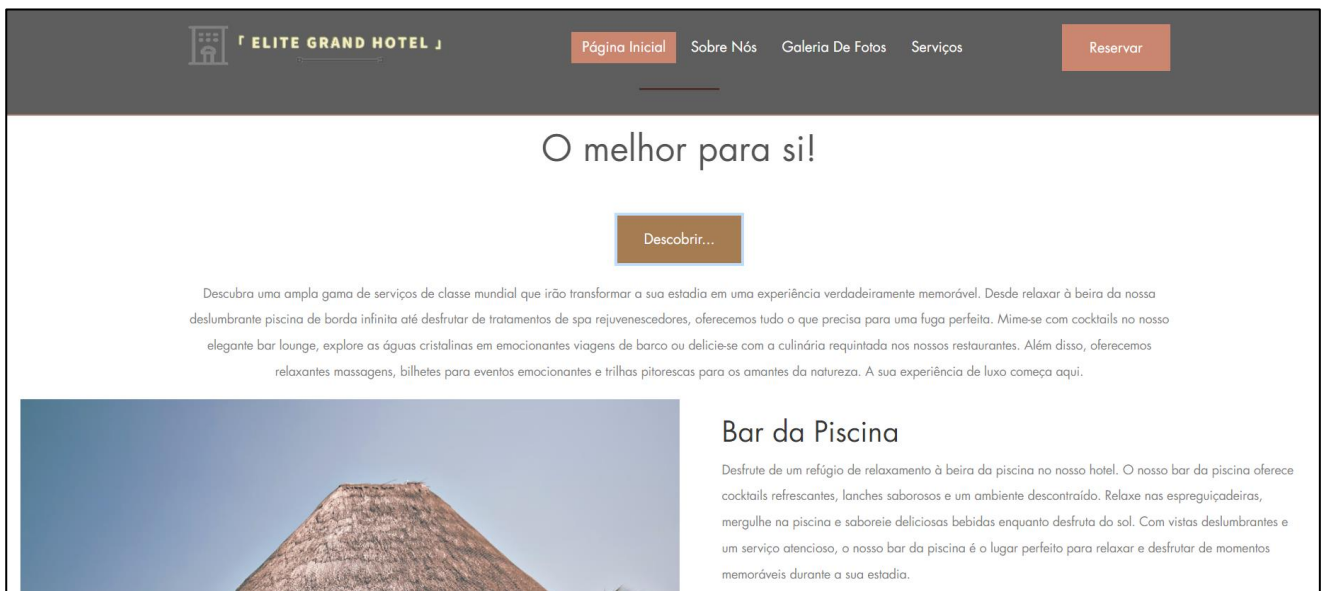 「 ELITE GRAND HOTEL 」
Página Inicial Sobre Nós Galeria De Fotos Serviços Reservar
O melhor para si!
Descobrir...
Descubra uma ampla gama de serviços de classe mundial que irão transformar a sua estadia em uma experiência verdadeiramente memorável. Desde relaxar à beira da nossa
deslumbrante piscina de borda infinita até desfrutar de tratamentos de spa rejuvenescedores, oferecemos tudo o que precisa para uma fuga perfeita. Mime-se com cocktails no nosso
elegante bar lounge, explore as águas cristalinas em emocionantes viagens de barco ou delicie-se com a culinária requintada nos nossos restaurantes. Além disso, oferecemos
relaxantes massagens, bilhetes para eventos emocionantes e trilhas pitorescas para os amantes da natureza. A sua experiência de luxo começa aqui.
Bar da Piscina
Desfrute de um refúgio de relaxamento à beira da piscina no nosso hotel. O nosso bar da piscina oferece
cocktails refrescantes, lanches saborosos e um ambiente descontraído. Relaxe nas espreguiçadeiras,
mergulhe na piscina e saboreie deliciosas bebidas enquanto desfruta do sol. Com vistas deslumbrantes e
um serviço atencioso, o nosso bar da piscina é o lugar perfeito para relaxar e desfrutar de momentos
memoráveis durante a sua estadia.